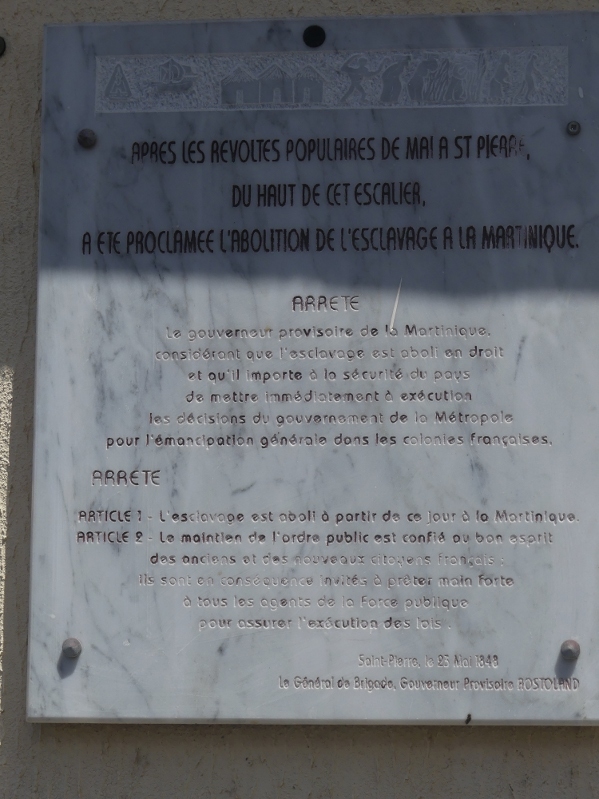 APRES LES REVOLTES POPULAIRES DE MAI A ST PIERRE,
DU HAUT DE CET ESCALIER,
A ETE PROCLAMEE L'ABOLITION DE L'ESCLAVAGE A LA MARTINIQUE.
ARRETE
Le gouverneur provisoire de la Martinique,
considérant que l'esclavage est aboli en droit
et qu'il importe à la sécurité du pays
de mettre immédiatement à exécution
les décisions du gouvernement de la Métropole
pour l'émancipation générale dans les colonies françaises,
ARRETE
ARTICLE 1 - L'esclavage est aboli à partir de ce jour à la Martinique.
ARTICLE 2 - Le maintien de l'ordre public est confié au bon esprit
des anciens et des nouveaux citoyens français ;
Ils sont en conséquence invités à prêter main forte
à tous les agents de la Force publique
pour assurer l'exécution des lois .
Saint-Pierre, le 23 Mai 1848
Le Général de Brigade, Gouverneur Provisoire ROSTOLAND